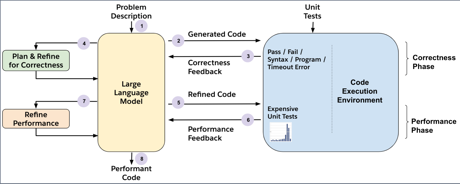 Problem
Description
Unit
Tests
1
2
Generated Code
4
Plan & Refine
for Correctness
3
Correctness
Feedback
Pass / Fail /
Syntax / Program /
Timeout Error
Correctness
Phase
Large
Language
Model
Code
Execution
Environment
7
Refine
Performance
5
Refined Code
6
Performance
Feedback
Expensive
Unit Tests
Performance
Phase
8
Performant
Code